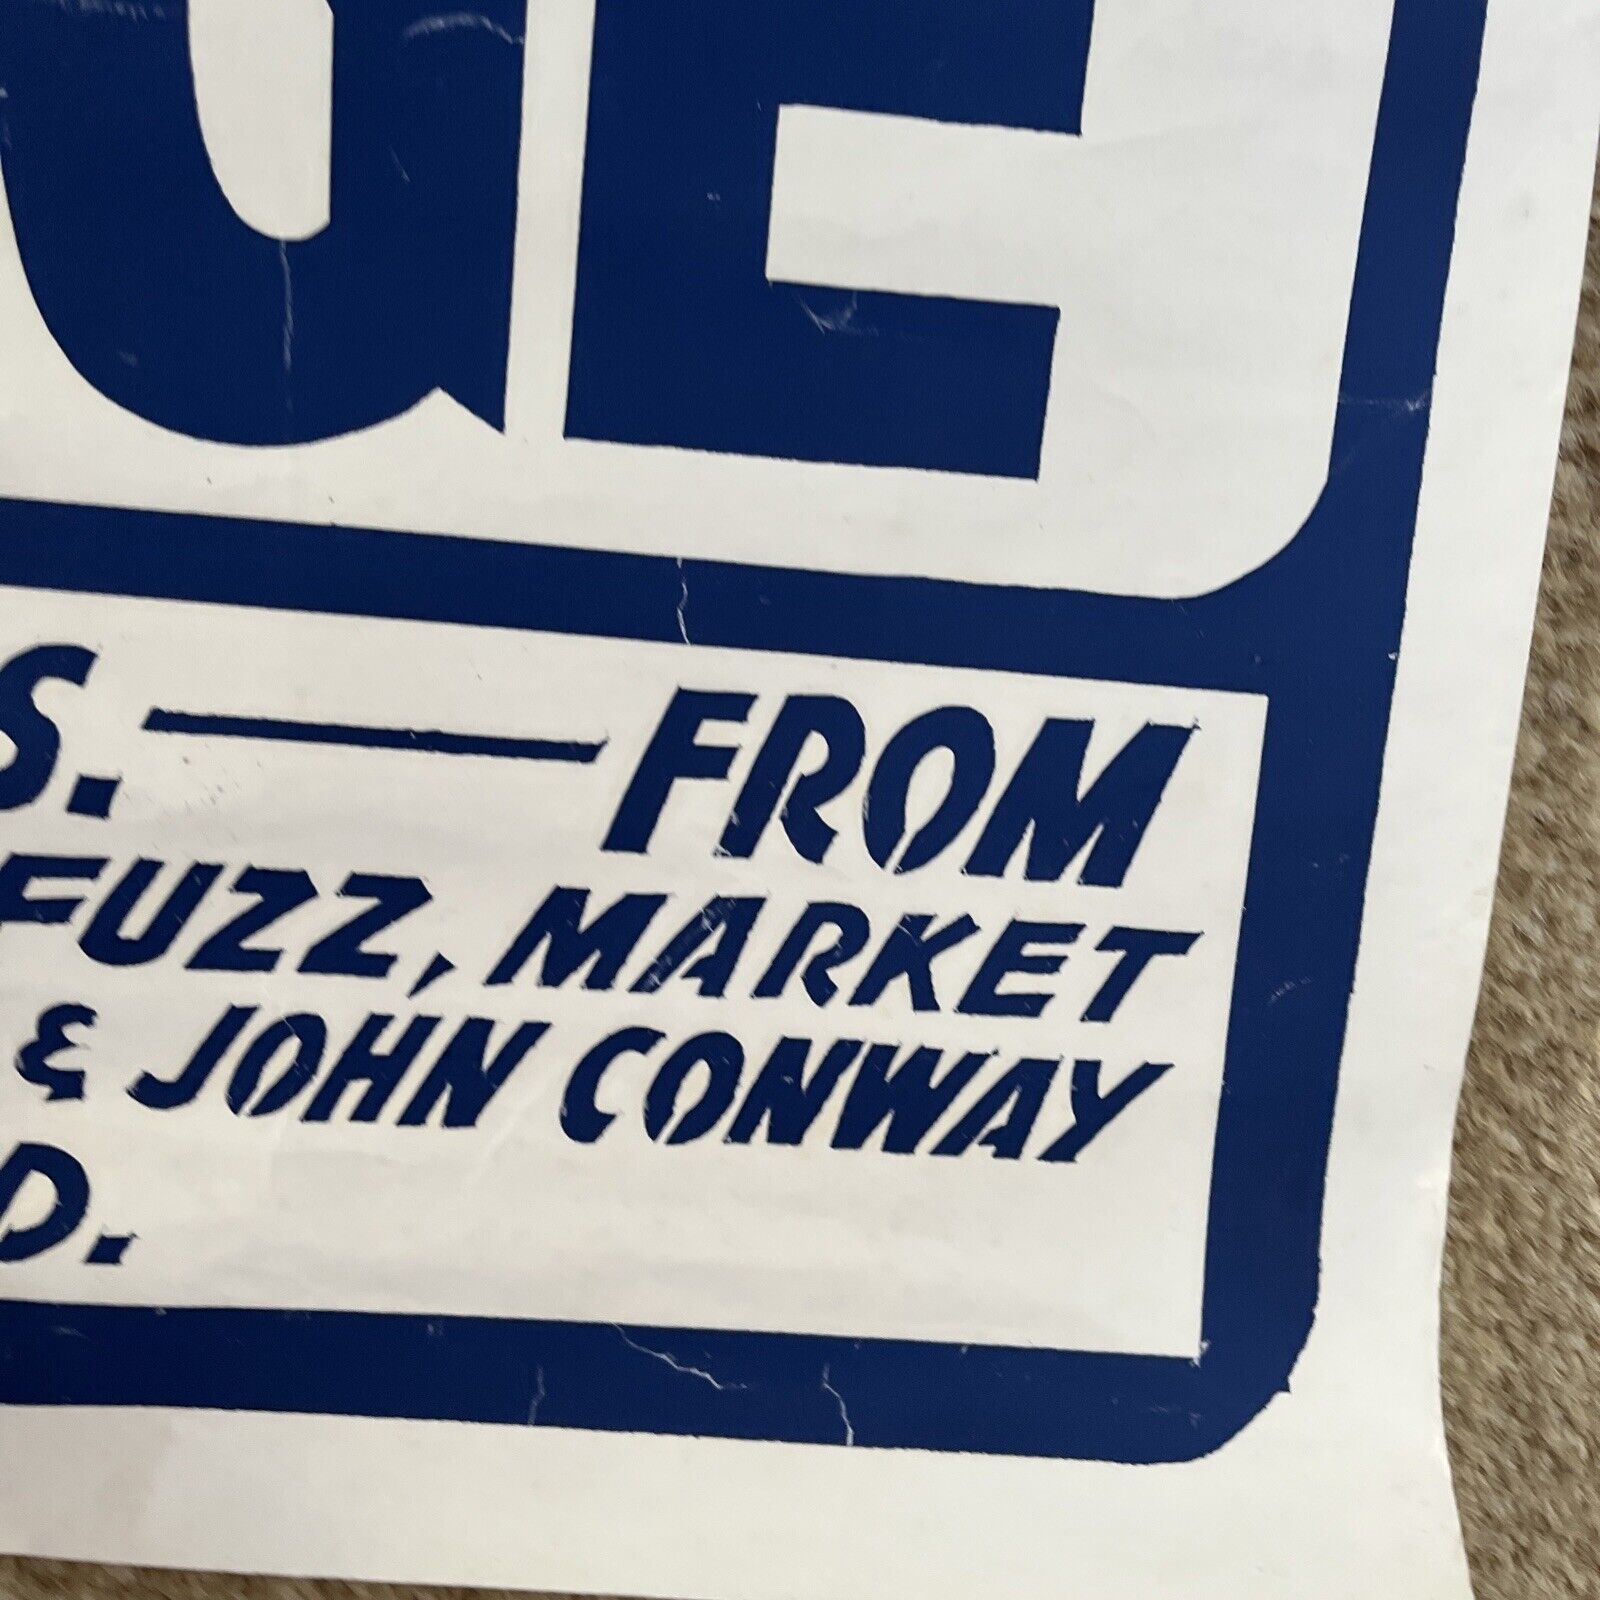 GE
S. — FROM
FUZZ, MARKET
& JOHN CONWAY
D.